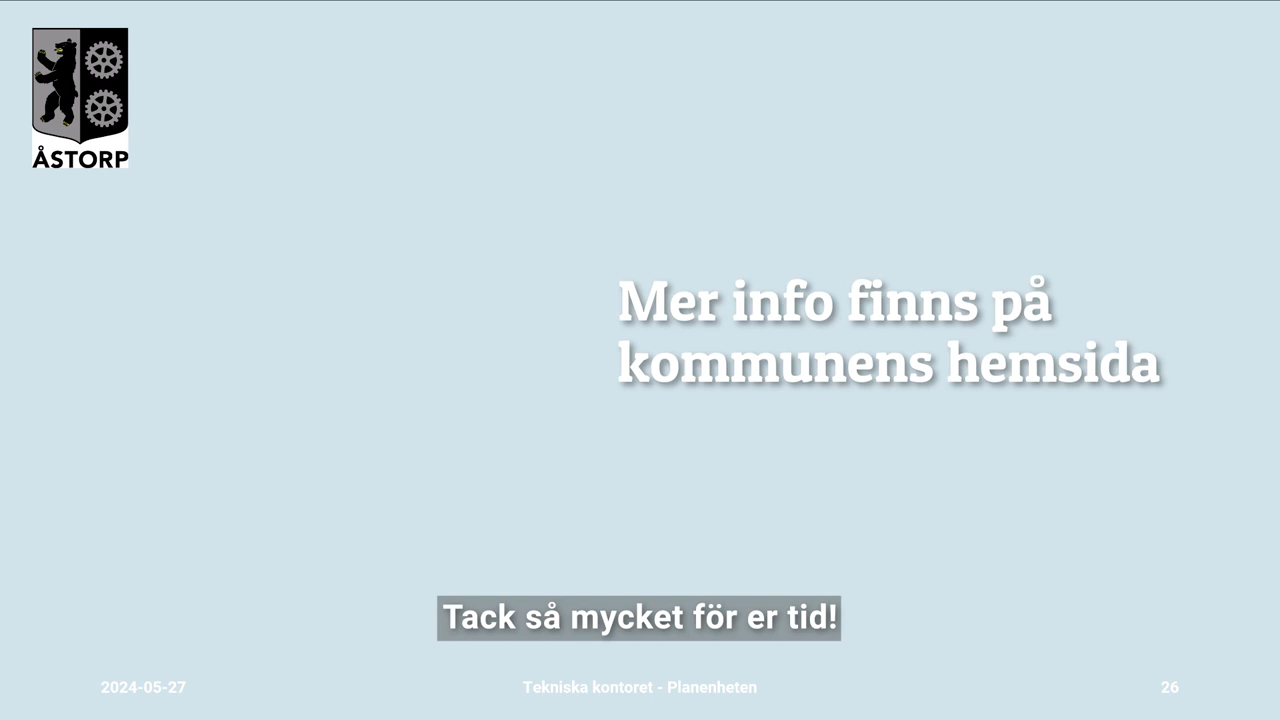 ÅSTORP
Mer info finns på
kommunens hemsida
Tack så mycket för er tid!
2024-05-27
Tekniska kontoret - Planenheten
26